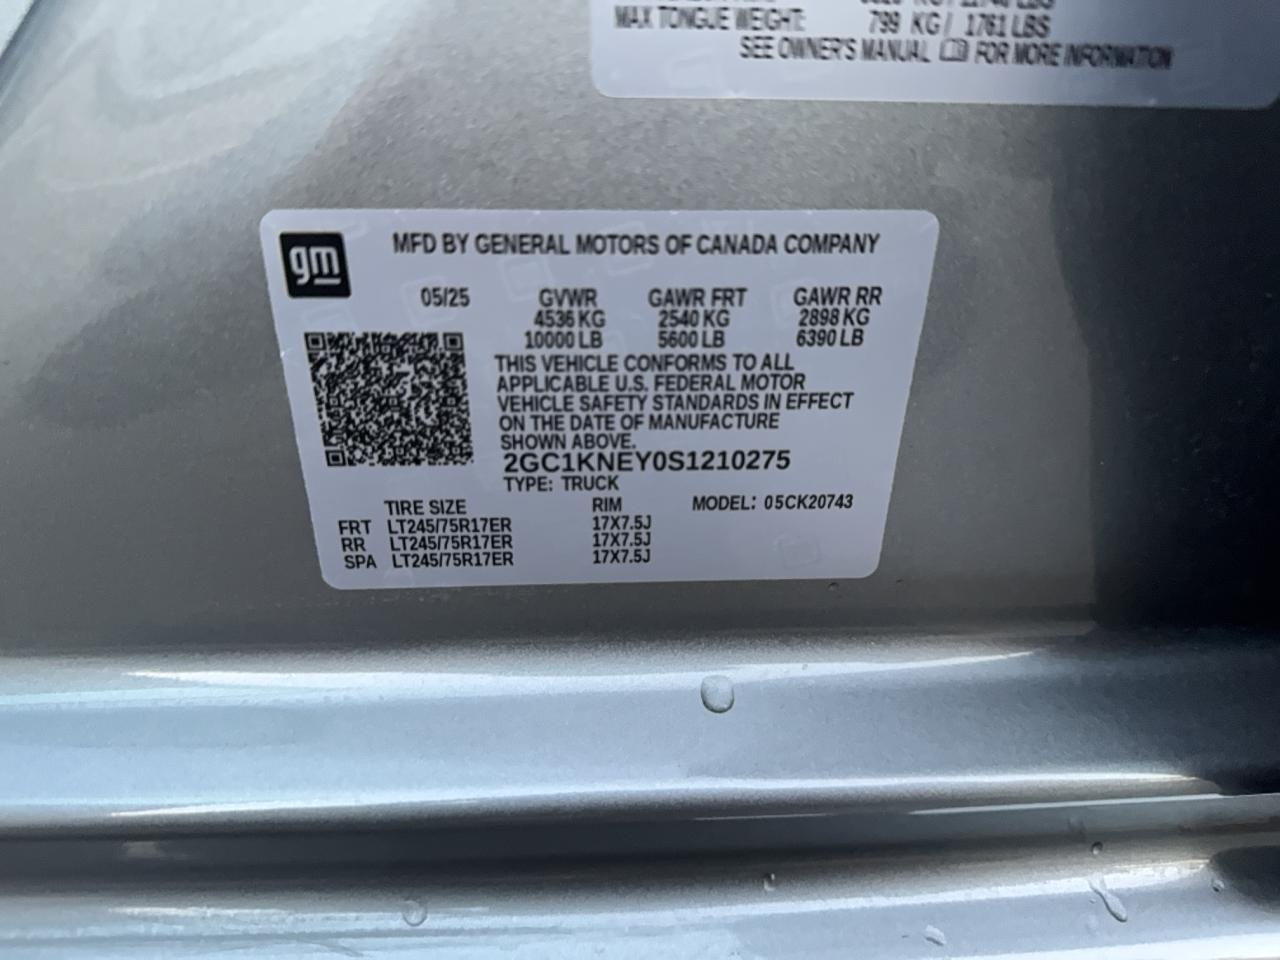 MAX TONGUE WEIGHT: 799 KG / 1761 LBS
SEE OWNER'S MANUAL FOR MORE INFORMATION
gm
MFD BY GENERAL MOTORS OF CANADA COMPANY
05/25 GVWR GAWR FRT GAWR RR
4536 KG 2540 KG 2898 KG
10000 LB 5600 LB 6390 LB
THIS VEHICLE CONFORMS TO ALL
APPLICABLE U.S. FEDERAL MOTOR
VEHICLE SAFETY STANDARDS IN EFFECT
ON THE DATE OF MANUFACTURE
SHOWN ABOVE.
2GC1KNEY0S1210275
TYPE: TRUCK
TIRE SIZE RIM MODEL: 05CK20743
FRT LT245/75R17ER 17X7.5J
RR LT245/75R17ER 17X7.5J
SPA LT245/75R17ER 17X7.5J